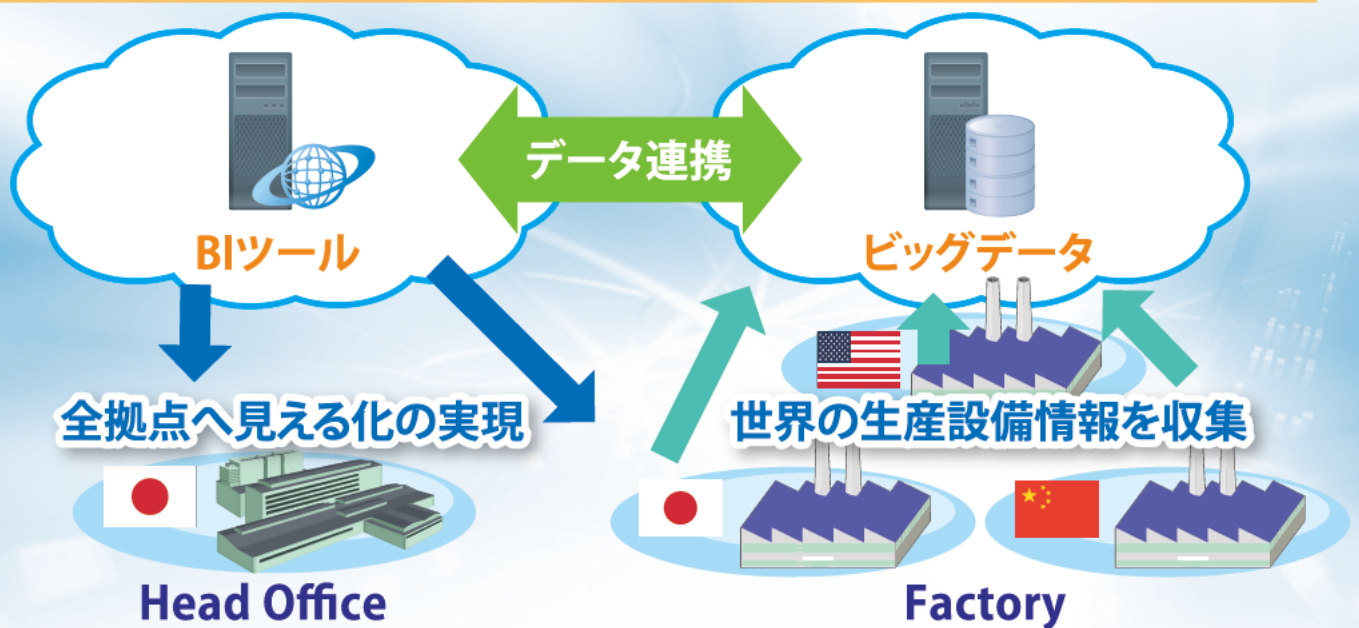 データ連携
BIツール
ビッグデータ
全拠点へ見える化の実現
世界の生産設備情報を収集
Head Office
Factory